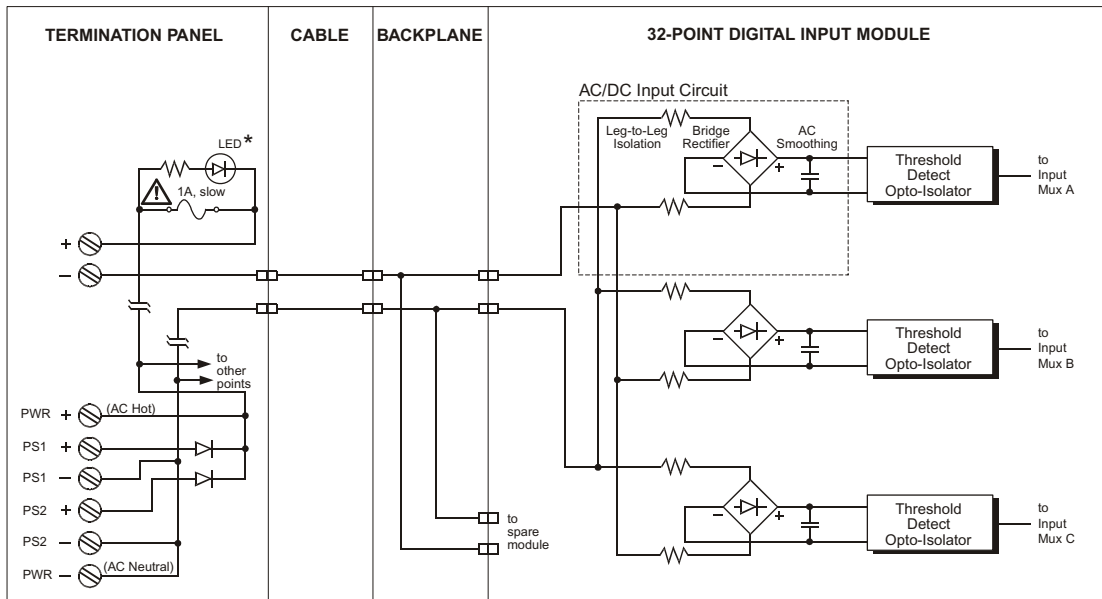 TERMINATION PANEL
CABLE
BACKPLANE
32-POINT DIGITAL INPUT MODULE
AC/DC Input Circuit
LED*
1A, slow
Leg-to-Leg
Isolation
Bridge
Rectifier
AC
Smoothing
− +
Threshold
Detect
Opto-Isolator
to
Input
Mux A
+
−
− +
Threshold
Detect
Opto-Isolator
to
Input
Mux B
to
other
points
PWR + (AC Hot)
PS1 +
PS1 −
PS2 +
PS2 −
PWR − (AC Neutral)
to
spare
module
− +
Threshold
Detect
Opto-Isolator
to
Input
Mux C